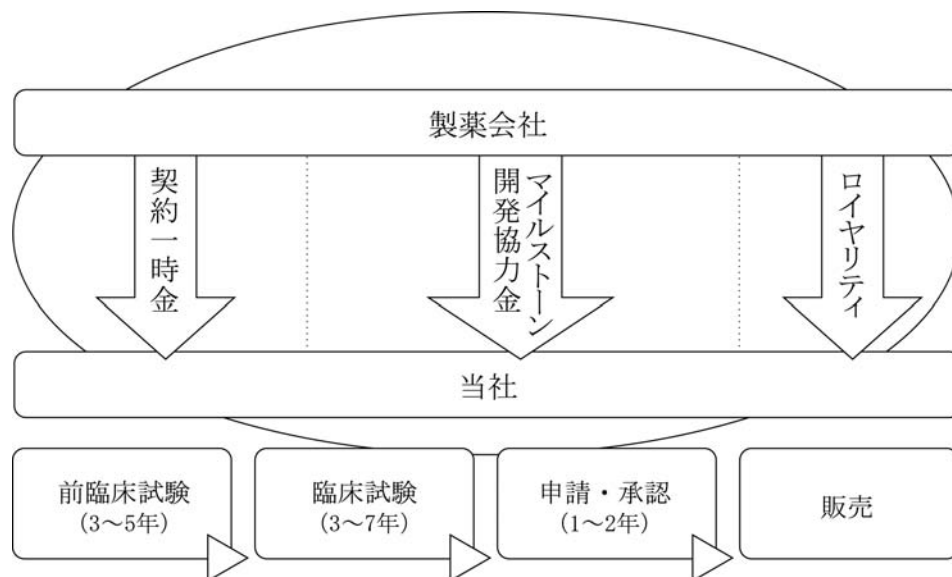 製薬会社
契約一時金
マイルストーン
開発協力金
ロイヤリティ
当社
前臨床試験
(3～5年)
臨床試験
(3～7年)
申請・承認
(1～2年)
販売